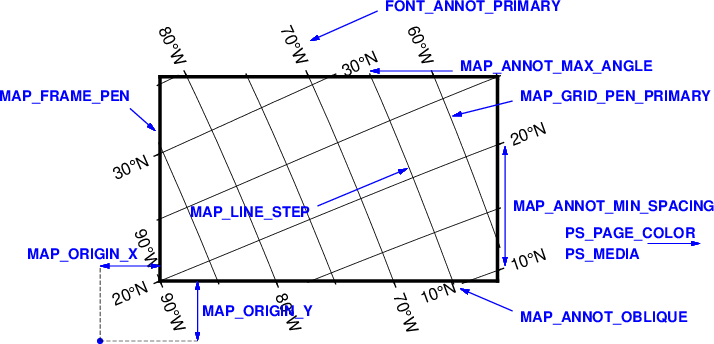 FONT_ANNOT_PRIMARY
80°W
70°W
60°W
30°N
MAP_ANNOT_MAX_ANGLE
MAP_FRAME_PEN
MAP_GRID_PEN_PRIMARY
20°N
30°N
MAP_LINE_STEP
MAP_ANNOT_MIN_SPACING
90°W
PS_PAGE_COLOR
MAP_ORIGIN_X
PS_MEDIA
10°N
20°N
90°W
MAP_ORIGIN_Y
80°W
70°W
10°N
MAP_ANNOT_OBLIQUE